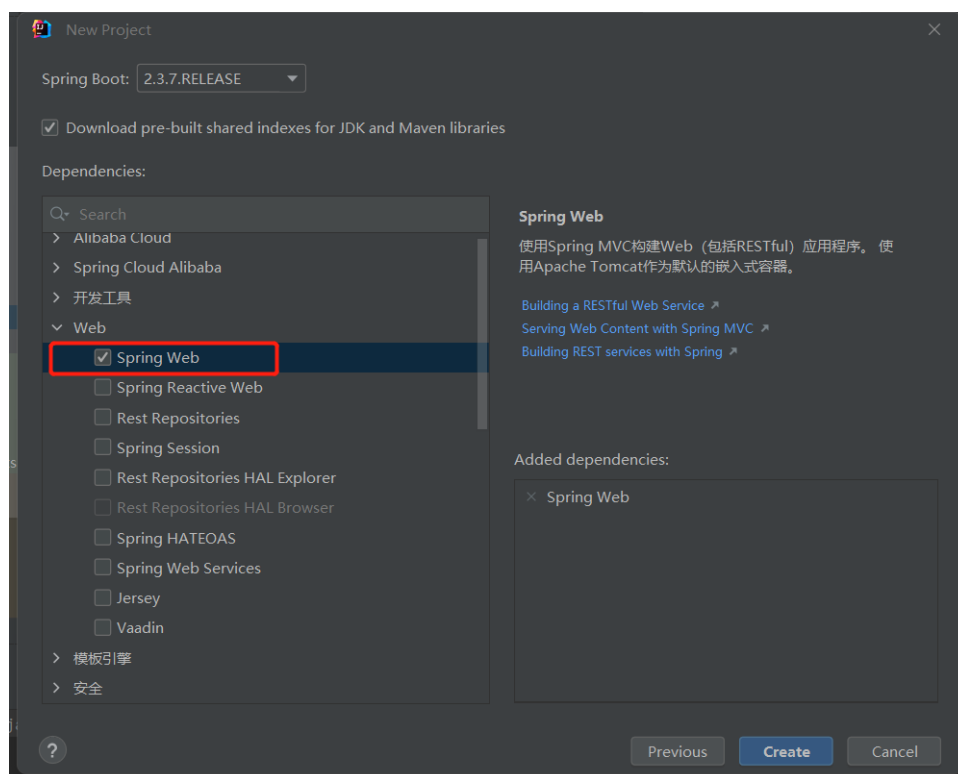 New Project
Spring Boot: 2.3.7.RELEASE
Download pre-built shared indexes for JDK and Maven libraries
Dependencies:
Search
Alibaba Cloud
Spring Cloud Alibaba
开发工具
Web
Spring Web
Spring Reactive Web
Rest Repositories
Spring Session
Rest Repositories HAL Explorer
Rest Repositories HAL Browser
Spring HATEOAS
Spring Web Services
Jersey
Vaadin
模板引擎
安全
Spring Web
使用Spring MVC构建Web（包括RESTful）应用程序。 使
用Apache Tomcat作为默认的嵌入式容器。
Building a RESTful Web Service
Serving Web Content with Spring MVC
Building REST services with Spring
Added dependencies:
Spring Web
?
Previous
Create
Cancel